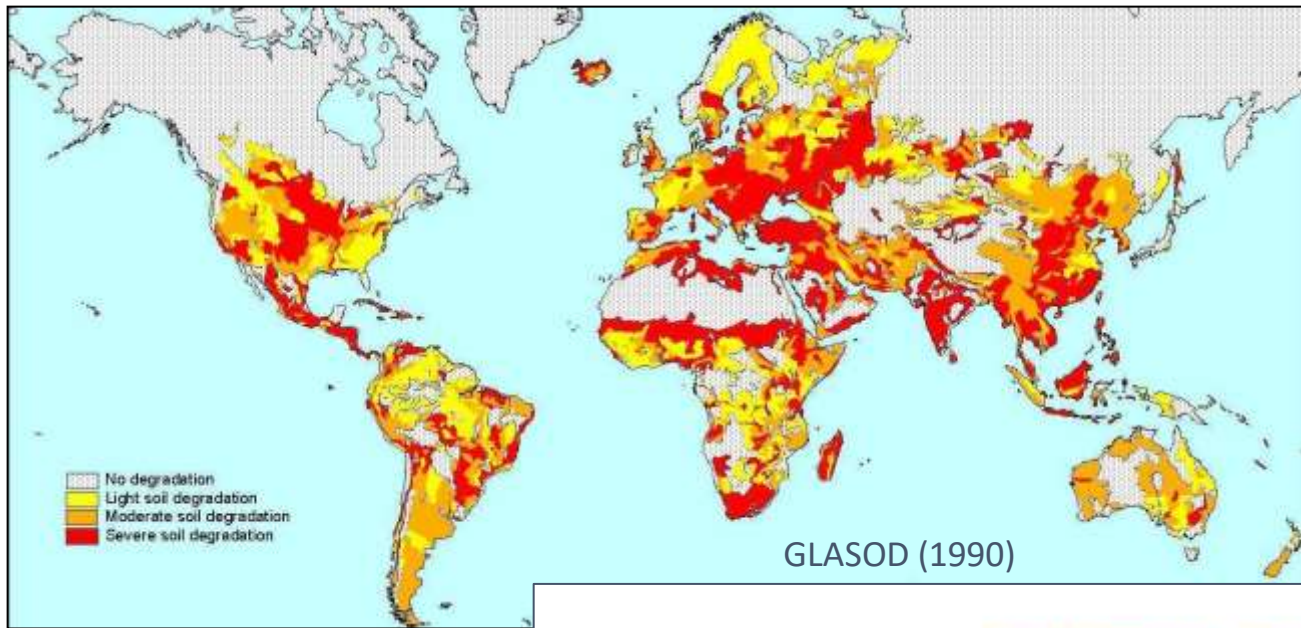 No degradation
Light soil degradation
Moderate soil degradation
Severe soil degradation
GLASOD (1990)